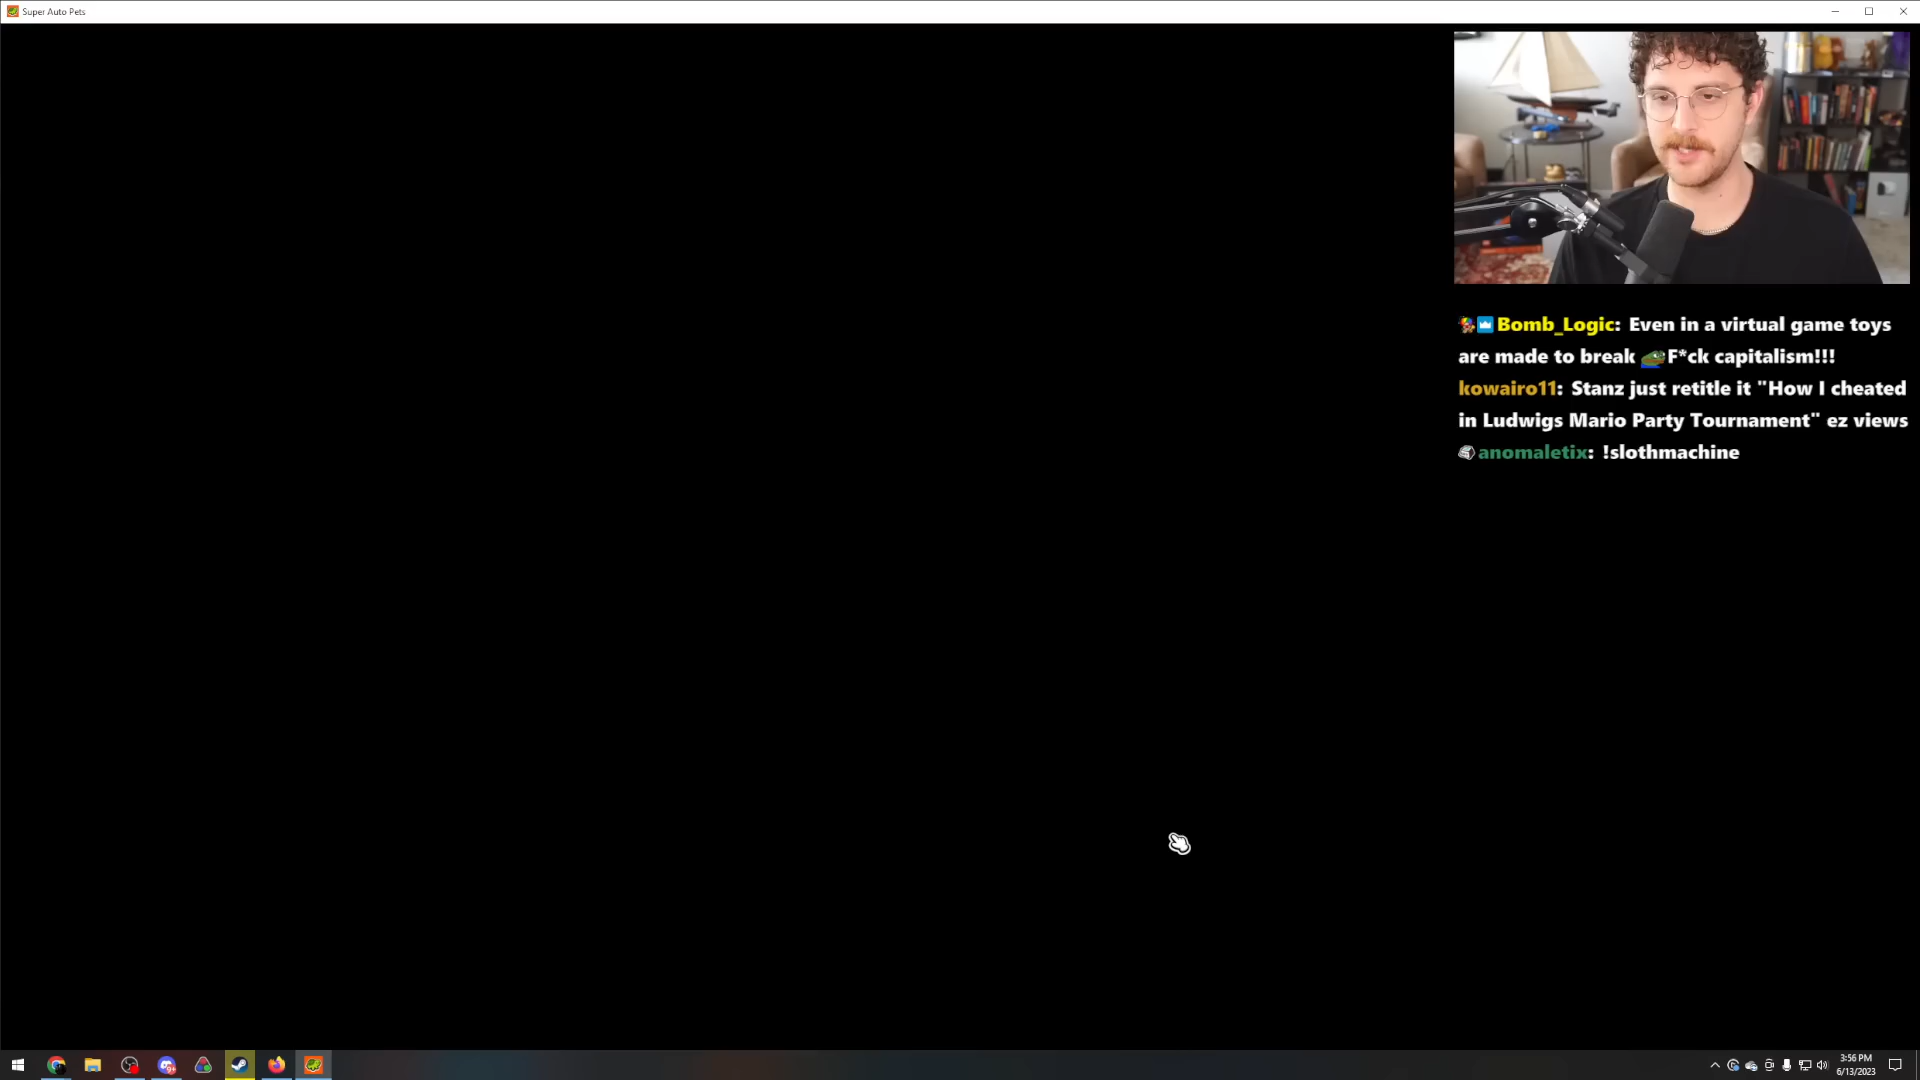 Super Auto Pets
Bomb_Logic: Even in a virtual game toys
are made to break F*ck capitalism!!!
kowairo11: Stanz just retitle it "How I cheated
in Ludwigs Mario Party Tournament" ez views
anomaletix: !slothmachine
3:56 PM
6/13/2023